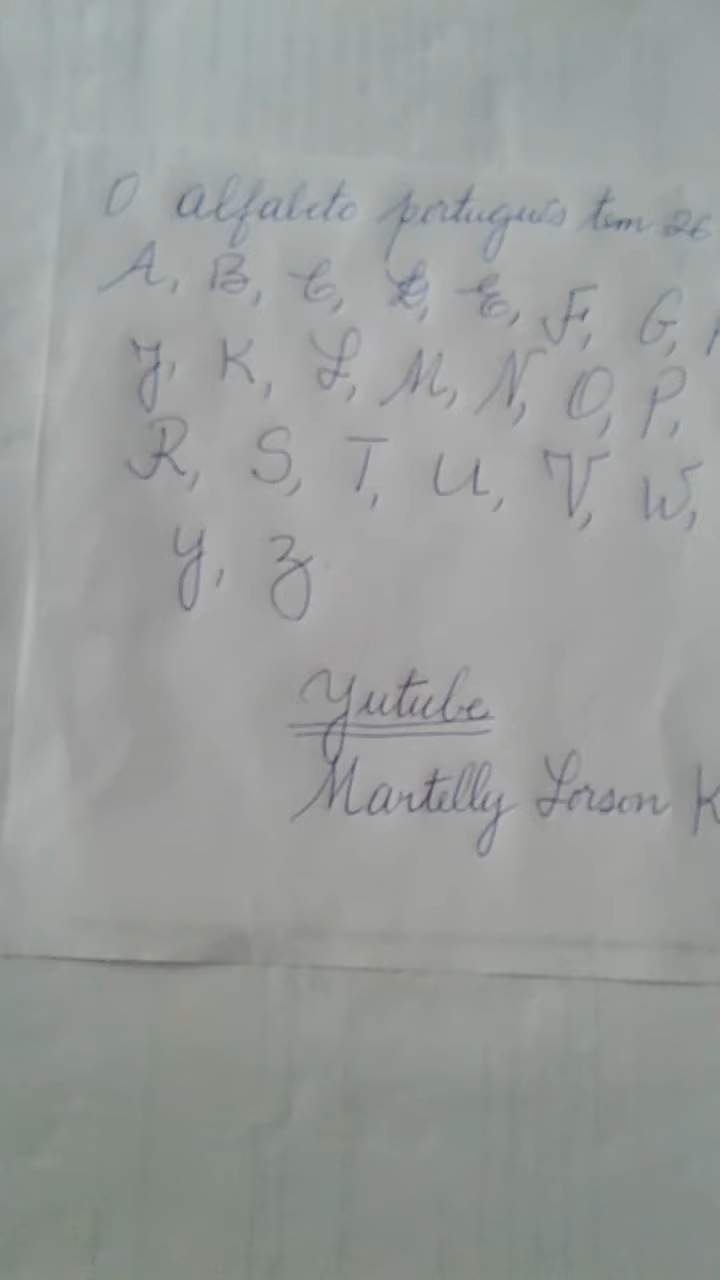 O alfabeto português tem 26
A, B, C, D, E, F, G,
J, K, L, M, N, O, P,
R, S, T, U, V, W,
Y, Z.
Yutube
Martelly Lorson K